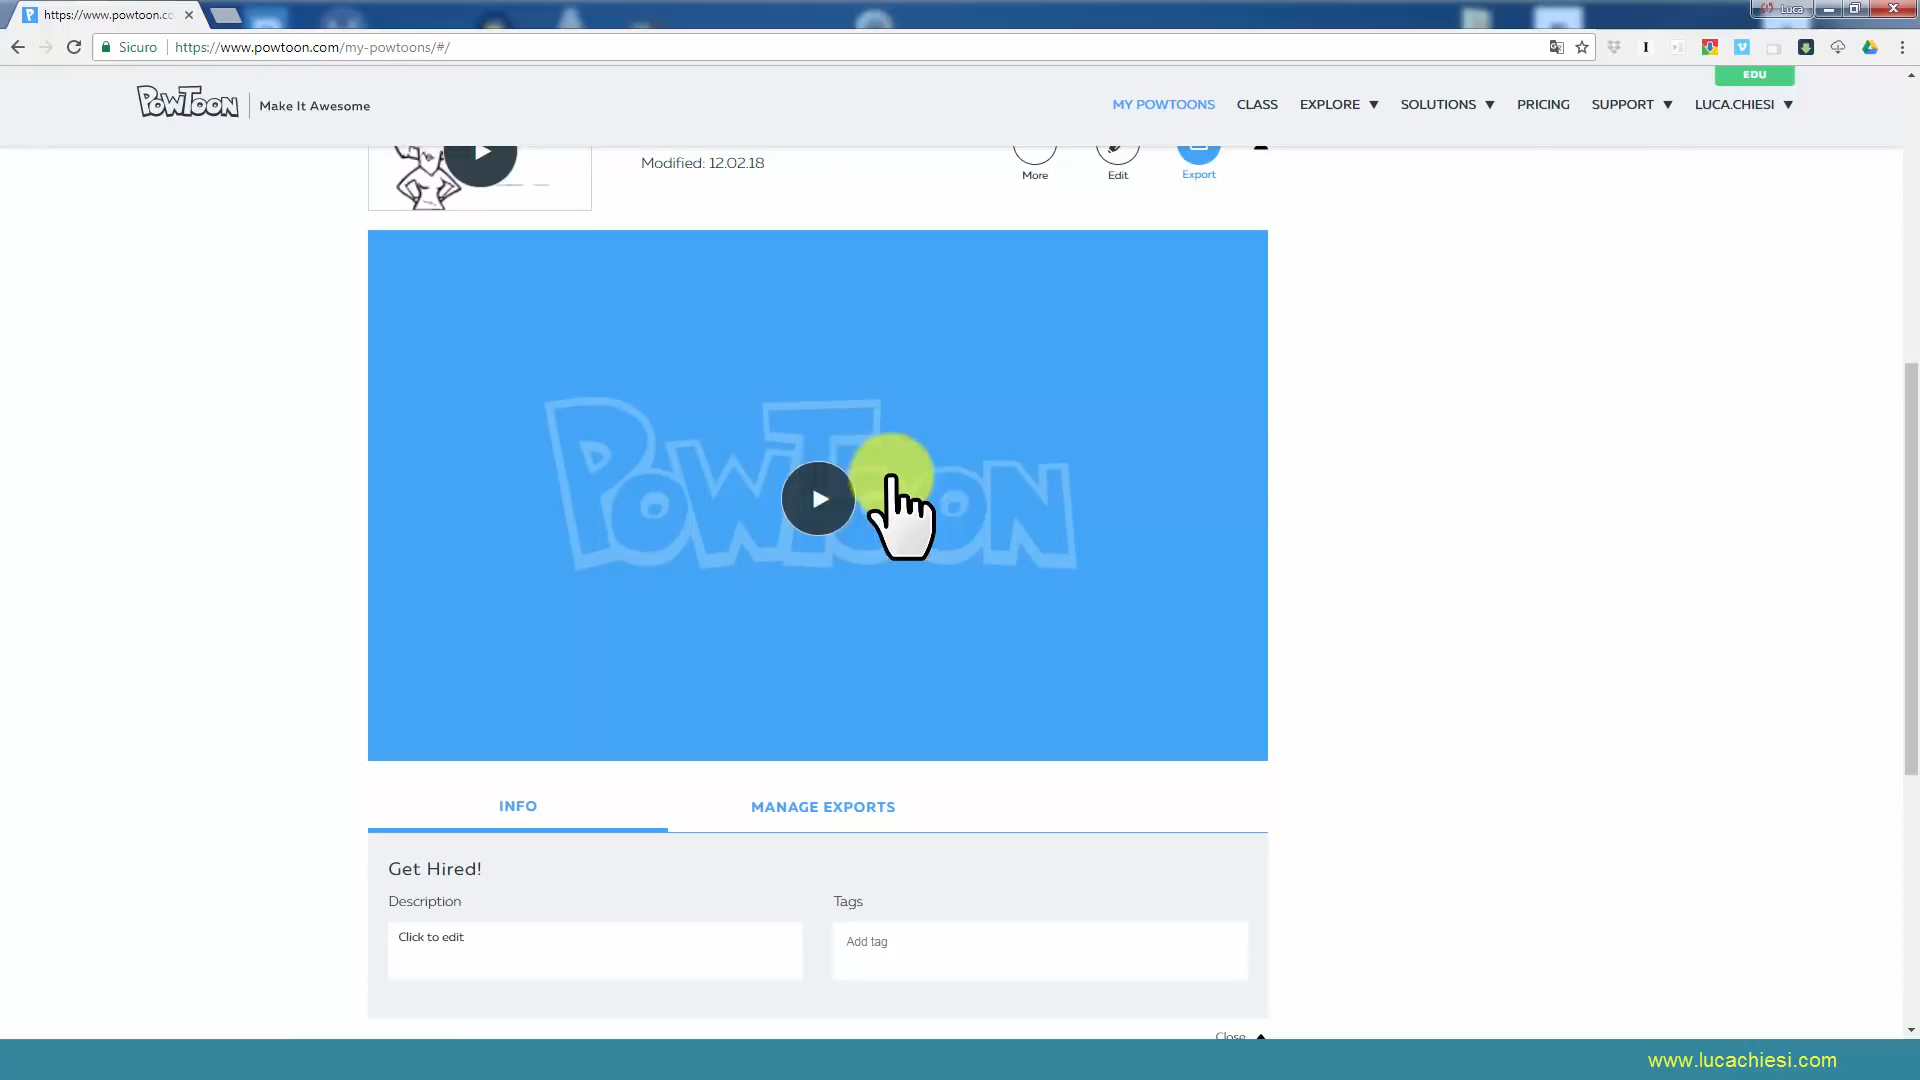 https://www.powtoon.co
Luca
Sicuro
https://www.powtoon.com/my-powtoons/#/
EDU
PowToon
Make It Awesome
MY POWTOONS
CLASS
EXPLORE
SOLUTIONS
PRICING
SUPPORT
LUCA.CHIESI
Modified: 12.02.18
More
Edit
Export
PowToon
INFO
MANAGE EXPORTS
Get Hired!
Description
Tags
Click to edit
Add tag
Close
www.lucachiesi.com